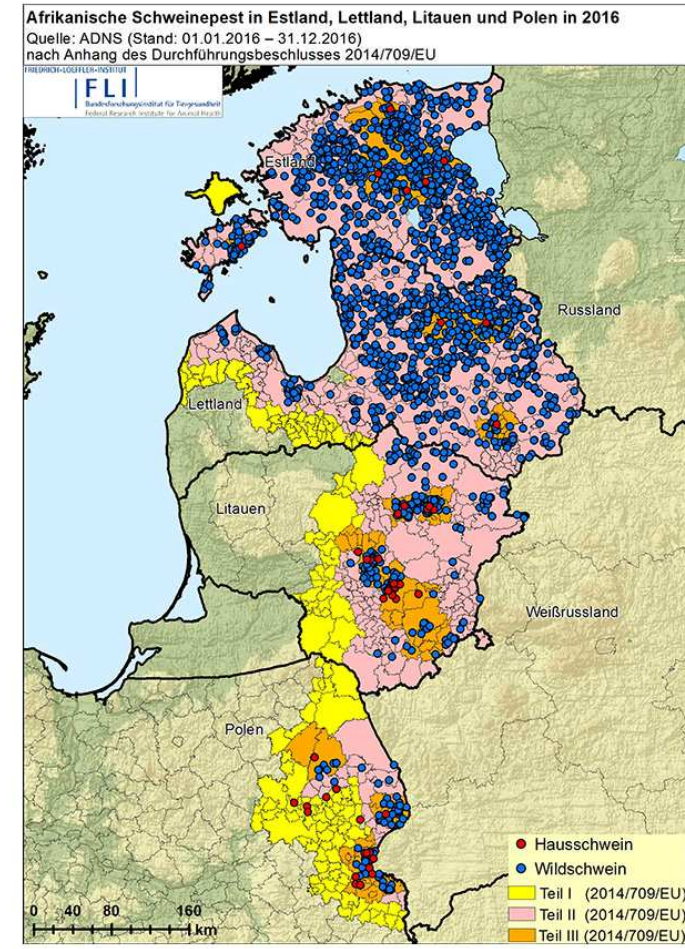 Afrikanische Schweinepest in Estland, Lettland, Litauen und Polen in 2016
Quelle: ADNS (Stand: 01.01.2016 – 31.12.2016)
nach Anhang des Durchführungsbeschlusses 2014/709/EU
FRIEDRICH-LOEFFLER-INSTITUT
FLI
Bundesforschungsinstitut für Tiergesundheit
Federal Research Institute for Animal Health
Estland
Russland
Lettland
Litauen
Weißrussland
Polen
Hausschwein
Wildschwein
Teil I (2014/709/EU)
Teil II (2014/709/EU)
Teil III (2014/709/EU)
0 40 80 160
km